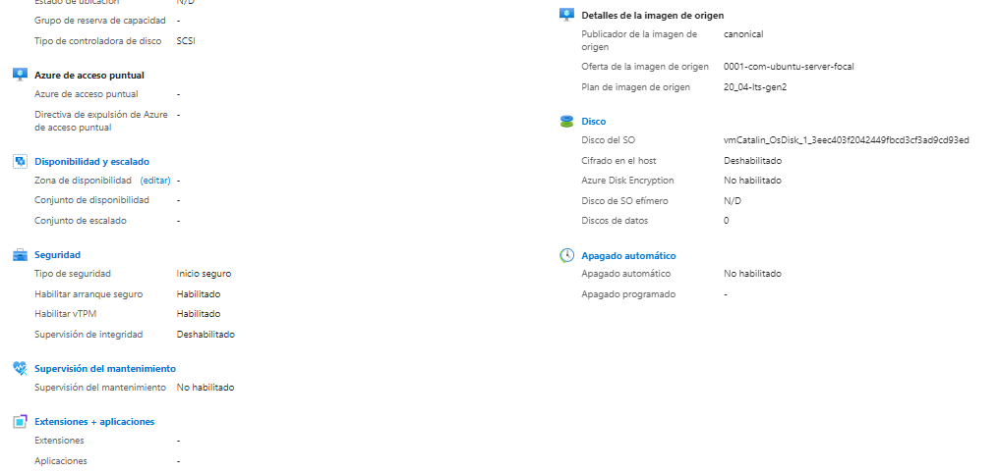 Estado de ubicación N/D
Grupo de reserva de capacidad -
Tipo de controladora de disco SCSI
Azure de acceso puntual
Azure de acceso puntual -
Directiva de expulsión de Azure -
de acceso puntual
Disponibilidad y escalado
Zona de disponibilidad (editar) -
Conjunto de disponibilidad -
Conjunto de escalado -
Seguridad
Tipo de seguridad Inicio seguro
Habilitar arranque seguro Habilitado
Habilitar vTPM Habilitado
Supervisión de integridad Deshabilitado
Supervisión del mantenimiento
Supervisión del mantenimiento No habilitado
Extensiones + aplicaciones
Extensiones -
Aplicaciones -
Detalles de la imagen de origen
Publicador de la imagen de canonical
origen
Oferta de la imagen de origen 0001-com-ubuntu-server-focal
Plan de imagen de origen 20_04-lts-gen2
Disco
Disco del SO vmCatalin_OsDisk_1_3eec403f2042449fbcd3cf3ad9cd93ed
Cifrado en el host Deshabilitado
Azure Disk Encryption No habilitado
Disco de SO efímero N/D
Discos de datos 0
Apagado automático
Apagado automático No habilitado
Apagado programado -